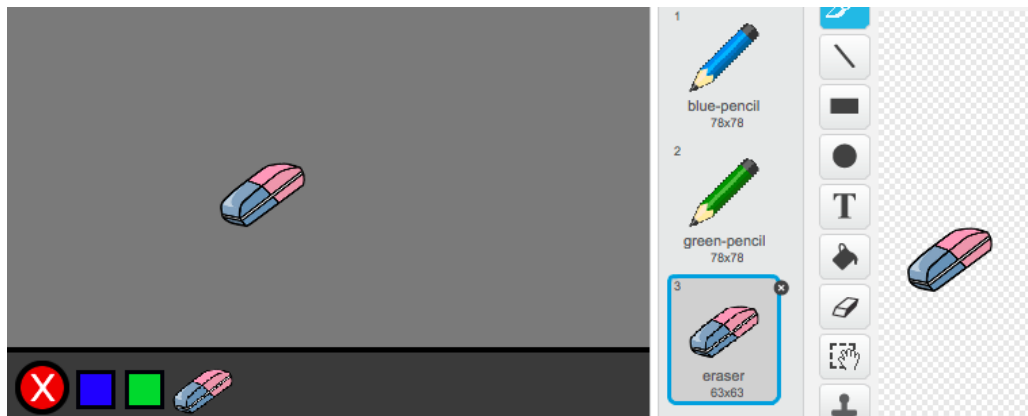 X
1
blue-pencil
78x78
2
green-pencil
78x78
3
eraser
63x63
T